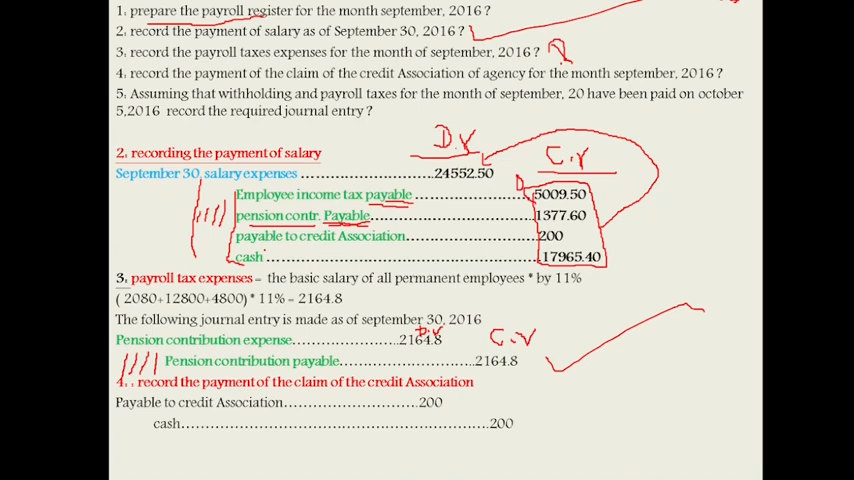 1. prepare the payroll register for the month september, 2016 ?
2. record the payment of salary as of September 30, 2016 ?
3. record the payroll taxes expenses for the month of september, 2016 ?
4. record the payment of the claim of the credit Association of agency for the month september, 2016 ?
5. Assuming that withholding and payroll taxes for the month of september, 20 have been paid on october
5,2016 record the required journal entry ?
D.r
C.r
2. recording the payment of salary
September 30, salary expenses ................................24552.50
Employee income tax payable............................5009.50
pension contr. Payable.......................................1377.60
payable to credit Association................................200
cash...................................................................17965.40
3. payroll tax expenses= the basic salary of all permanent employees * by 11%
( 2080+12800+4800) * 11% = 2164.8
The following journal entry is made as of september 30, 2016
D.r
C.r
Pension contribution expense..........................2164.8
Pension contribution payable.................................2164.8
4. . record the payment of the claim of the credit Association
Payable to credit Association.................................200
cash............................................................................200